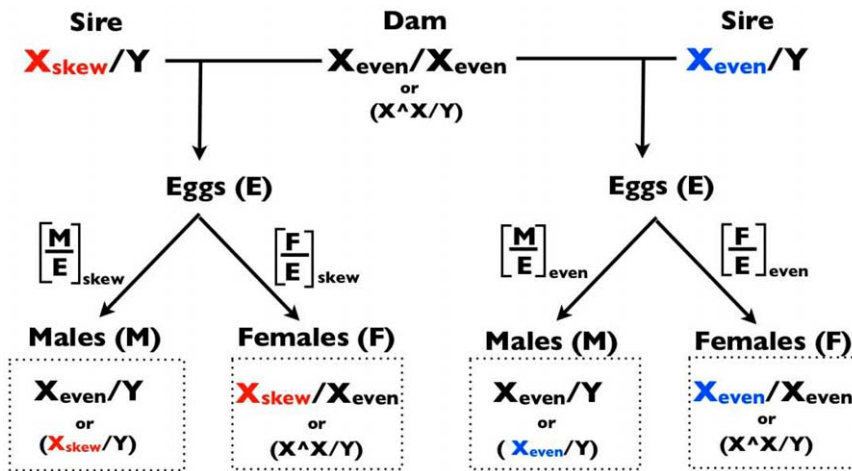 Sire Dam Sire
Xskew/Y Xeven/Xeven Xeven/Y
or
(X^X/Y)
Eggs (E) Eggs (E)
[M/E]skew [F/E]skew [M/E]even [F/E]even
Males (M) Females (F) Males (M) Females (F)
Xeven/Y Xskew/Xeven Xeven/Y Xeven/Xeven
or or or or
(Xskew/Y) (X^X/Y) ( Xeven/Y) (X^X/Y)